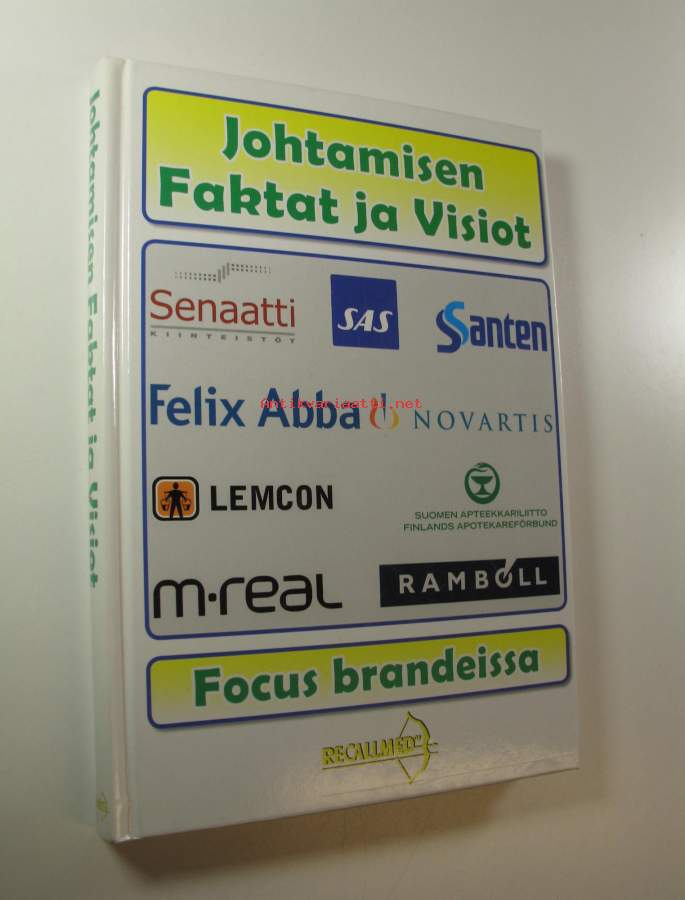 Johtamisen
Faktat ja Visiot
Senaatti
KIINTEISTÖT
SAS
Santen
Felix Abba
NOVARTIS
antikvariaatti.net
LEMCON
SUOMEN APTEEKKARILIITTO
FINLANDS APOTEKAREFÖRBUND
m·real
RAMBOLL
Focus brandeissa
RECALLMED
Johtamisen Faktat ja Visiot